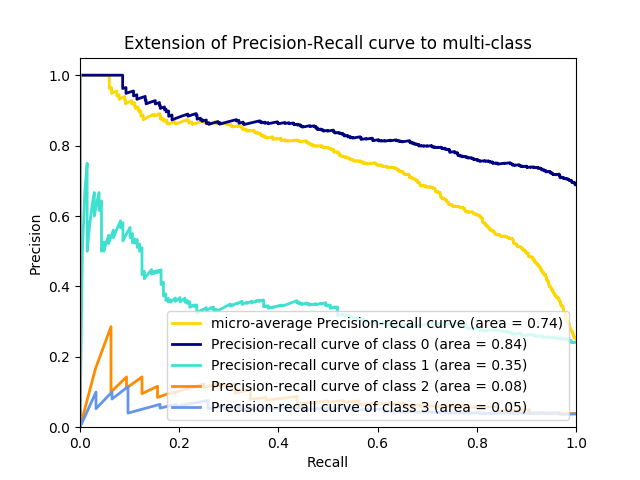 Extension of Precision-Recall curve to multi-class
Precision
1.0
0.8
0.6
0.4
0.2
0.0
micro-average Precision-recall curve (area = 0.74)
Precision-recall curve of class 0 (area = 0.84)
Precision-recall curve of class 1 (area = 0.35)
Precision-recall curve of class 2 (area = 0.08)
Precision-recall curve of class 3 (area = 0.05)
0.0 0.2 0.4 0.6 0.8 1.0
Recall